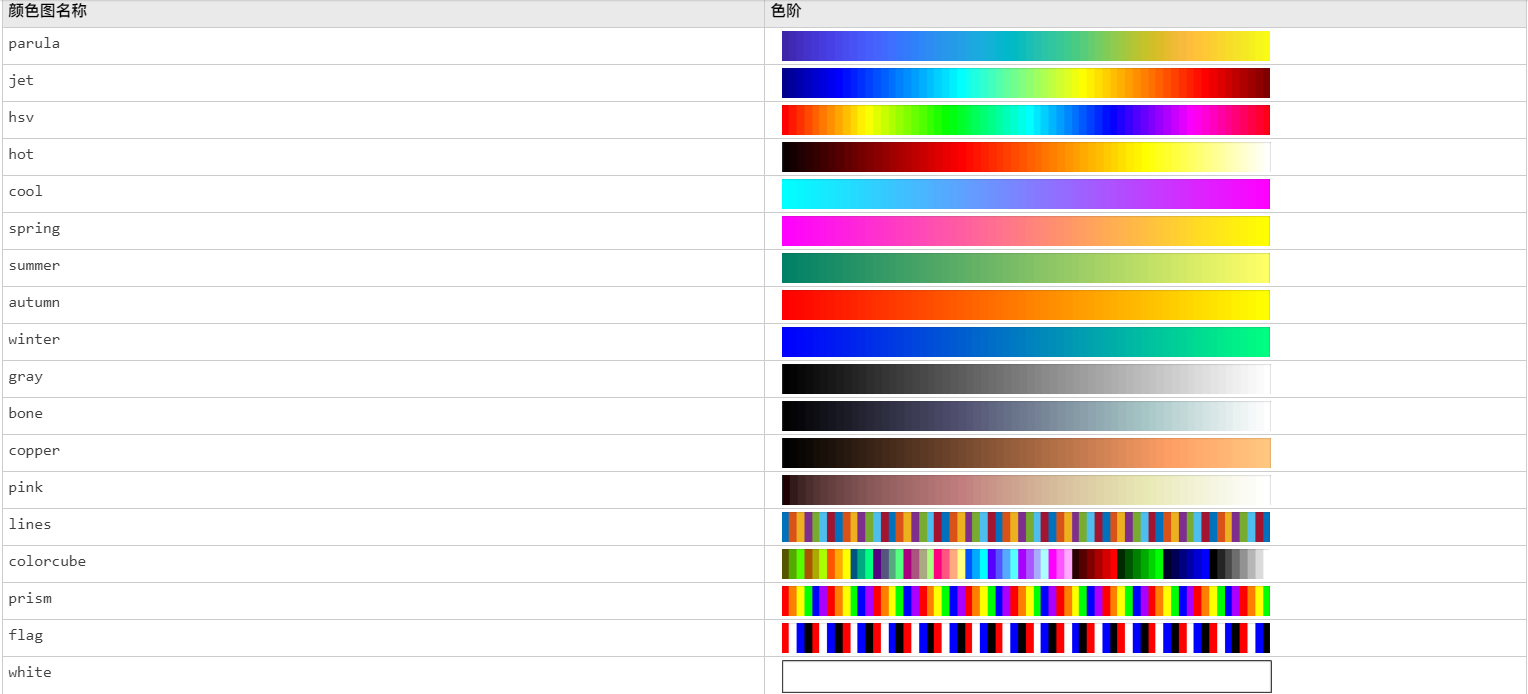 颜色图名称 色阶
parula
jet
hsv
hot
cool
spring
summer
autumn
winter
gray
bone
copper
pink
lines
colorcube
prism
flag
white